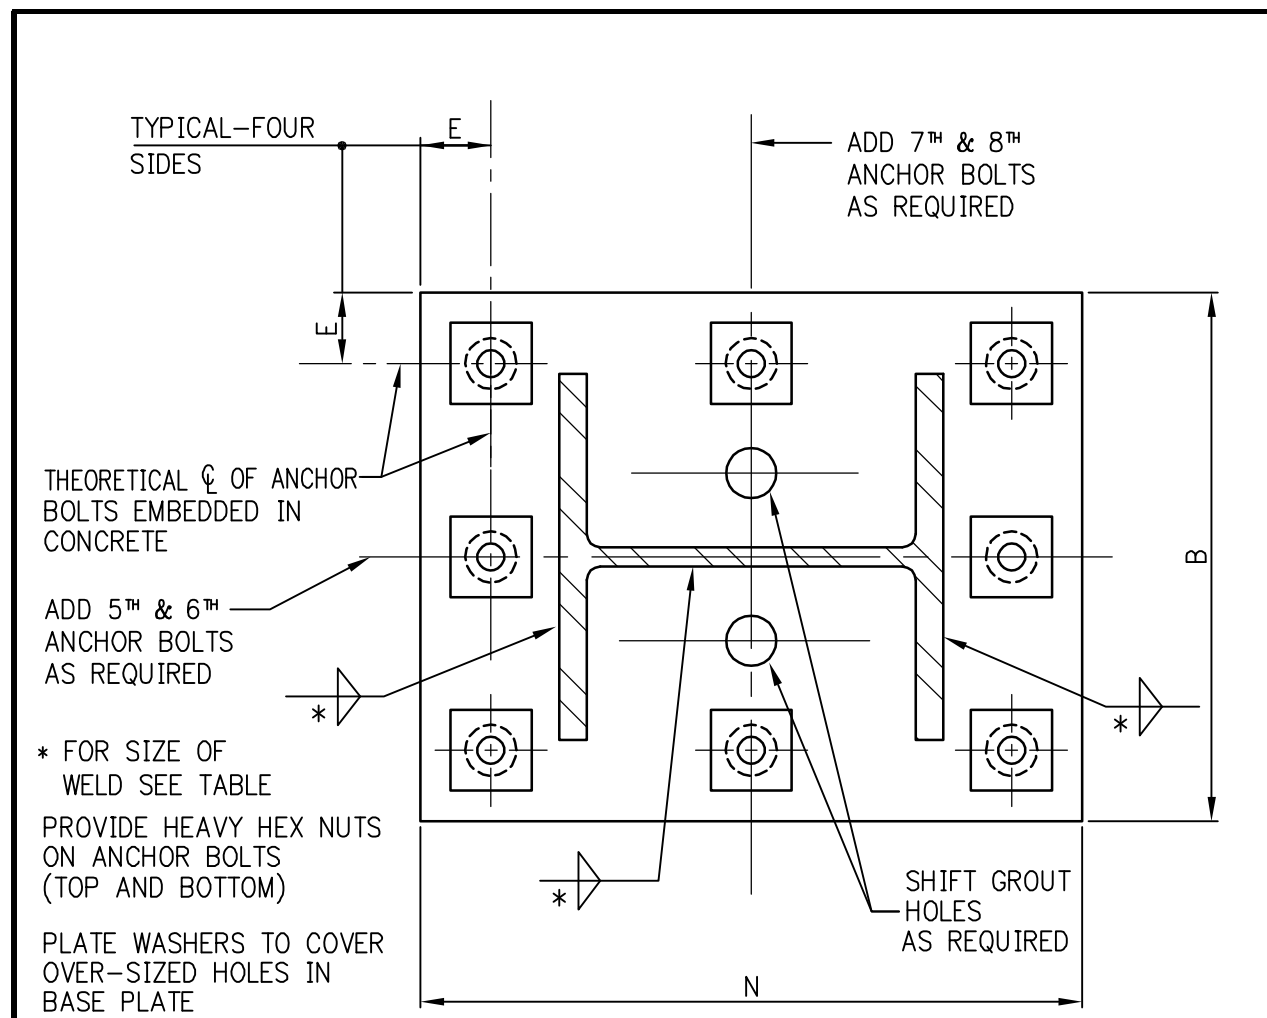 TYPICAL-FOUR
SIDES
E
ADD 7TH & 8TH
ANCHOR BOLTS
AS REQUIRED
E
THEORETICAL ℄ OF ANCHOR
BOLTS EMBEDDED IN
CONCRETE
B
ADD 5TH & 6TH
ANCHOR BOLTS
AS REQUIRED
*
*
* FOR SIZE OF
WELD SEE TABLE
PROVIDE HEAVY HEX NUTS
ON ANCHOR BOLTS
(TOP AND BOTTOM)
*
SHIFT GROUT
HOLES
AS REQUIRED
PLATE WASHERS TO COVER
OVER-SIZED HOLES IN
BASE PLATE
N